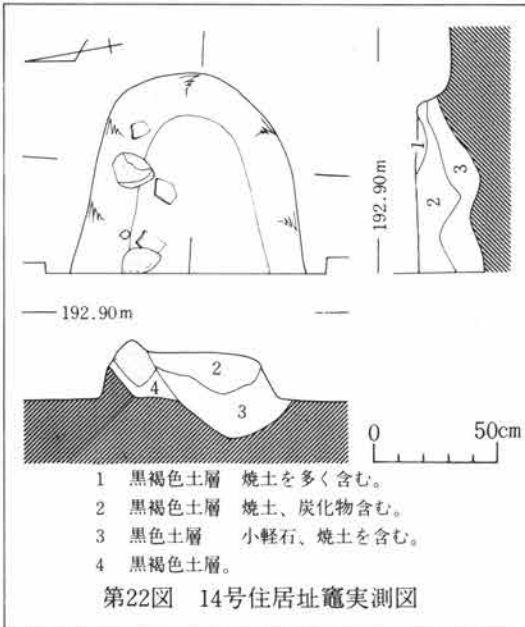 1
2
3
192.90m
192.90m
2
4
3
0 50cm
1 黒褐色土層 焼土を多く含む。
2 黒褐色土層 焼土、炭化物含む。
3 黒色土層 小軽石、焼土を含む。
4 黒褐色土層。
第22図 14号住居址竈実測図